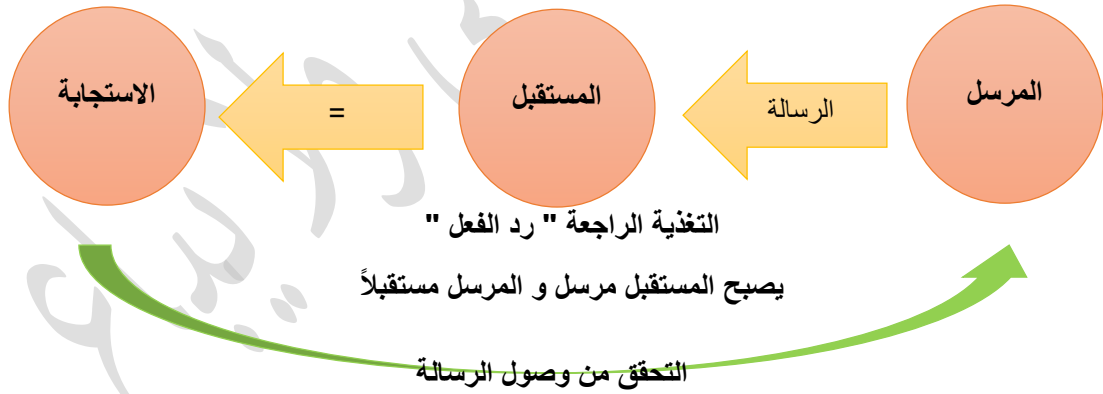 المرسل
الرسالة
المستقبل
=
الاستجابة
التغذية الراجعة " رد الفعل "
يصبح المستقبل مرسل و المرسل مستقبلاً
التحقق من وصول الرسالة